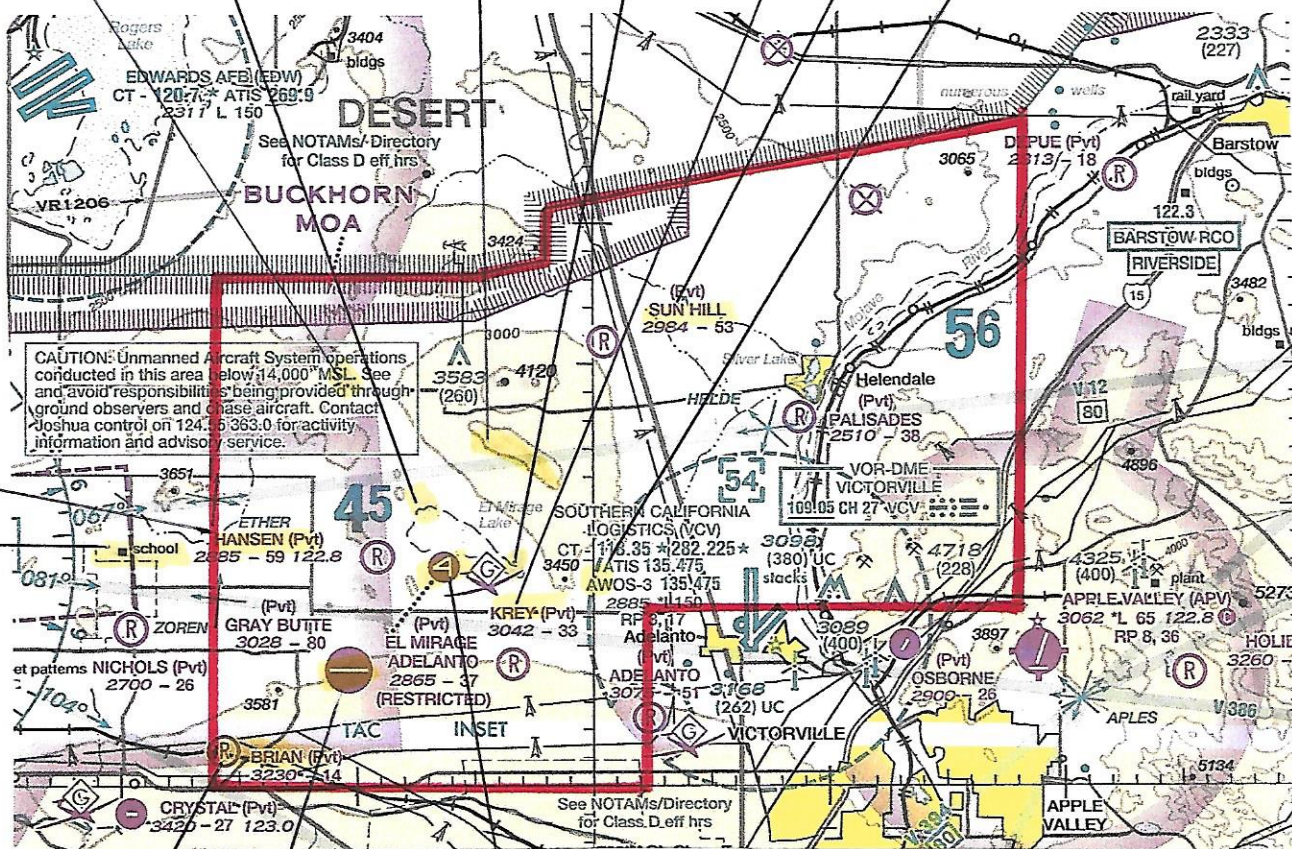 Rogers
Lake
3404
bldgs
EDWARDS AFB (EDW)
CT - 120.7 * ATIS 269.9
2311 L 150
DESERT
See NOTAMs/Directory
for Class D eff hrs
BUCKHORN
MOA
VR1206
2500
3424
2500
numerous
wells
2333
(227)
rail yard
Barstow
3065
DEPUE (Pvt)
2313 - 18
R
bldgs
122.3
BARSTOW RCO
RIVERSIDE
15
3482
bldgs
2500
3000
(Pvt)
SUN HILL
2984 - 53
R
Mojave
River
56
CAUTION: Unmanned Aircraft System operations
conducted in this area below 14,000" MSL. See
and avoid responsibilities being provided through
ground observers and chase aircraft. Contact
Joshua control on 124.55 363.0 for activity
information and advisory service.
3583
(260)
4120
Silver Lake
HELDE
R
Helendale
(Pvt)
PALISADES
2510 - 38
V 12
80
4896
3651
067°
ETHER
HANSEN (Pvt)
2885 - 59 122.8
45
El Mirage
Lake
54
VOR-DME
VICTORVILLE
109.05 CH 27 VCV
SOUTHERN CALIFORNIA
LOGISTICS (VCV)
CT - 118.35 * 282.225 *
ATIS 135.475
AWOS-3 135.475
2885 *L 150
RP 3, 17
school
081°
R
4
G
3450
3098
(380) UC
stacks
4718
(228)
4325
(400)
4000
plant
5273
(Pvt)
GRAY BUTTE
3028 - 80
R
ZOREN
KREY (Pvt)
3042 - 33
R
(Pvt)
EL MIRAGE
ADELANTO
2865 - 37
(RESTRICTED)
Adelanto
(Pvt)
ADELANTO
3075 - 51
R
G
3089
(400)
3168
(262) UC
VICTORVILLE
3897
(Pvt)
OSBORNE
2900 - 26
APPLE VALLEY (APV)
3062 *L 65 122.8 C
RP 8, 36
HOLID
3260 -
R
APLES
V 386
5134
et patterns
NICHOLS (Pvt)
2700 - 26
104°
3581
TAC
INSET
R
BRIAN (Pvt)
3230 - 14
G
CRYSTAL (Pvt)
3420 - 27 123.0
See NOTAMs/Directory
for Class D eff hrs
APPLE
VALLEY